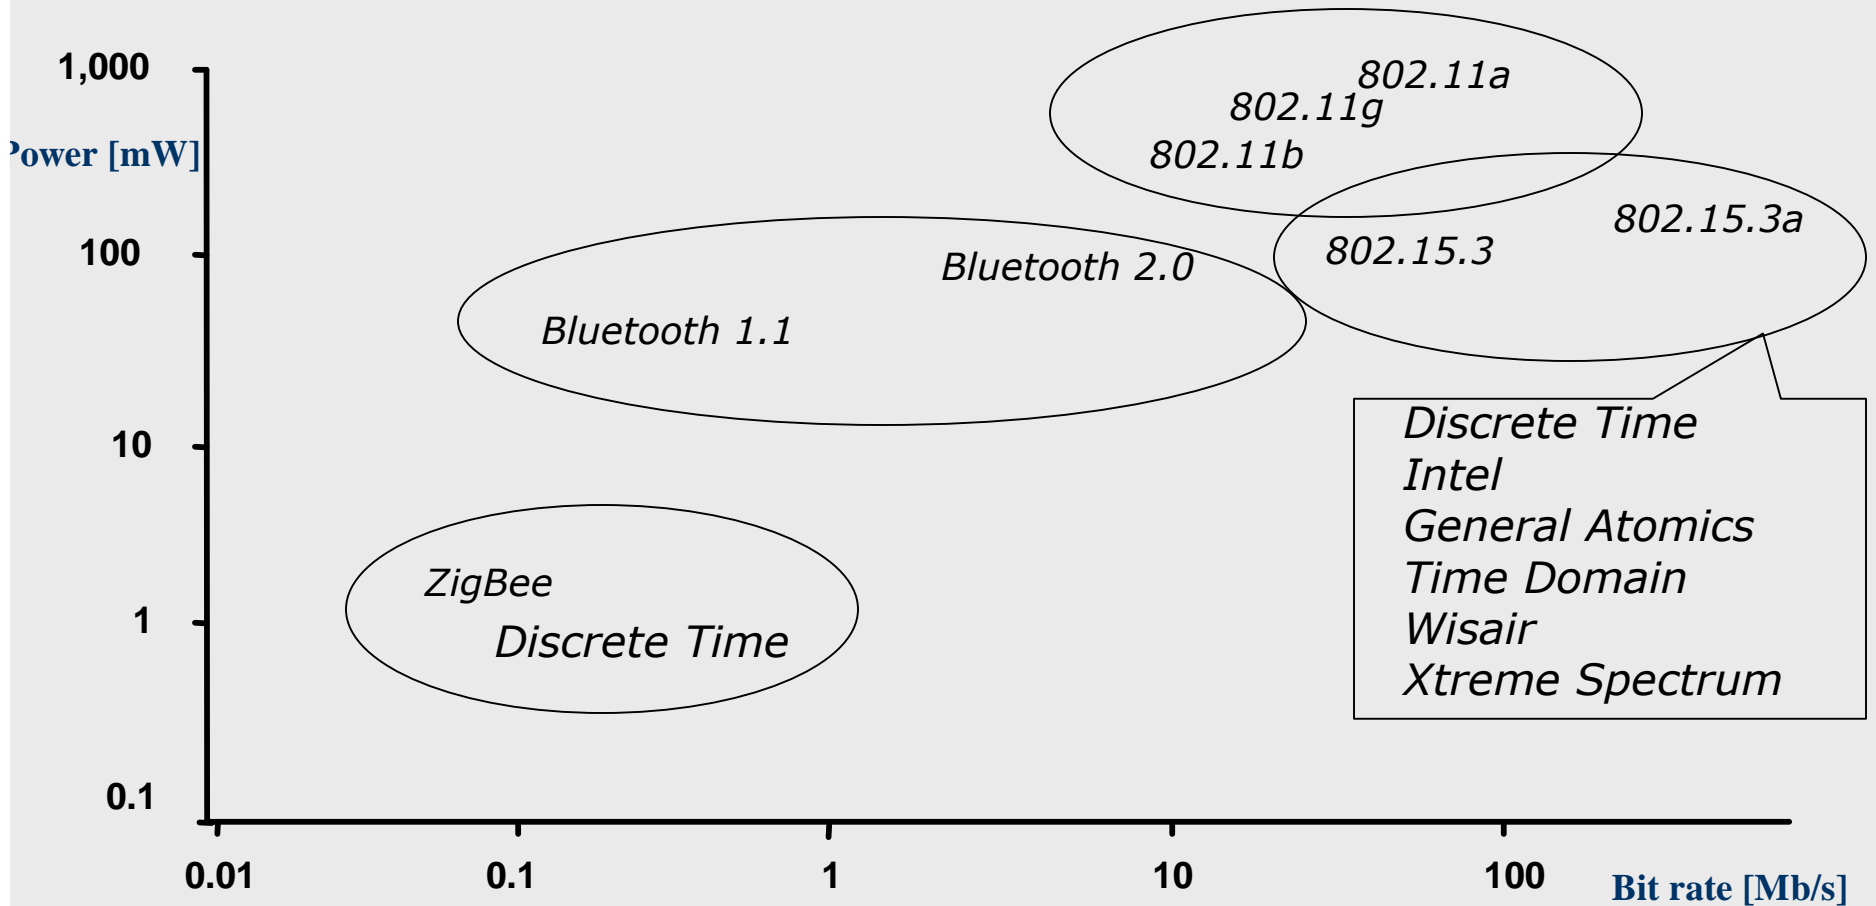 1,000
802.11a
802.11g
Power [mW]
802.11b
802.15.3a
100
802.15.3
Bluetooth 2.0
Bluetooth 1.1
10
Discrete Time
Intel
General Atomics
Time Domain
Wisair
Xtreme Spectrum
ZigBee
1
Discrete Time
0.1
0.01
0.1
1
10
100
Bit rate [Mb/s]